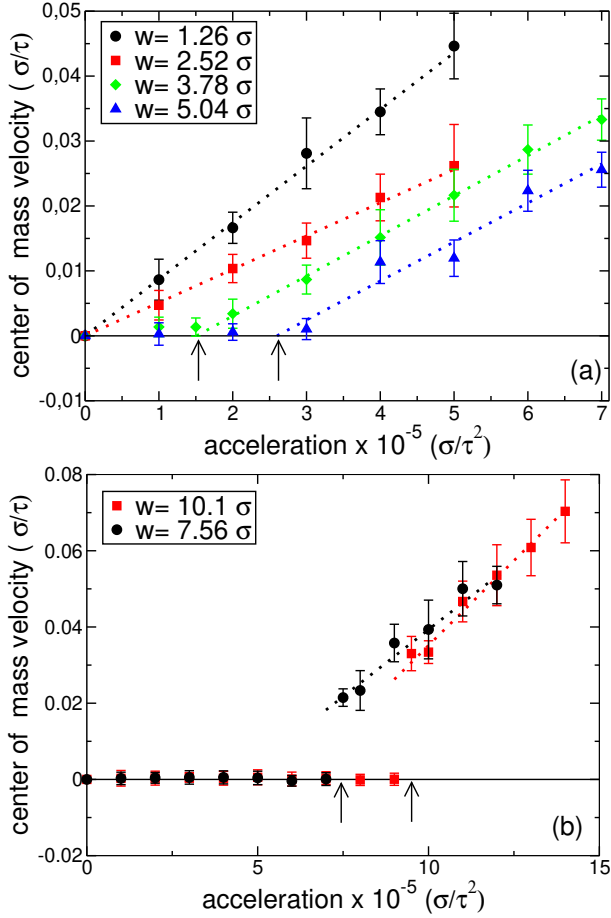 0,05
0,04
0,03
0,02
0,01
0
-0,01
center of mass velocity ( σ/τ)
w= 1.26 σ
w= 2.52 σ
w= 3.78 σ
w= 5.04 σ
(a)
0 1 2 3 4 5 6 7
acceleration x 10⁻⁵ (σ/τ²)
0.08
0.06
0.04
0.02
0
-0.02
center of mass velocity ( σ/τ)
w= 10.1 σ
w= 7.56 σ
(b)
0 5 10 15
acceleration x 10⁻⁵ (σ/τ²)